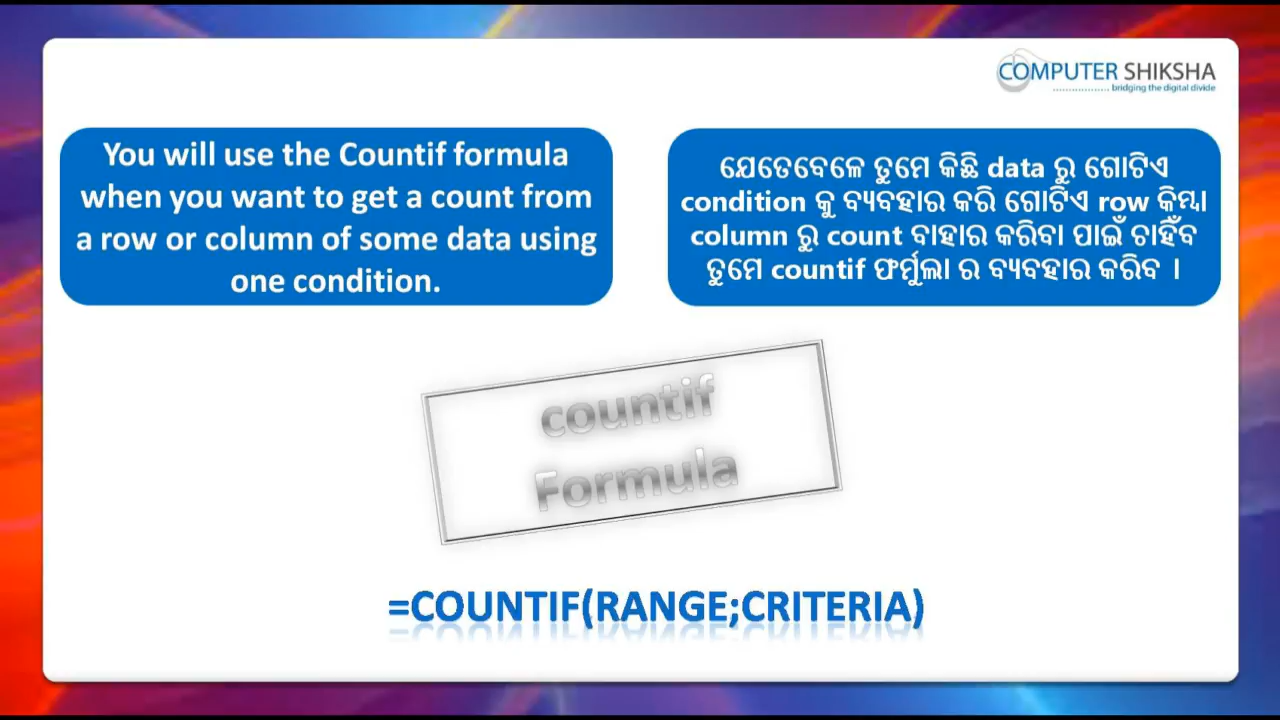 COMPUTER SHIKSHA
bridging the digital divide
You will use the Countif formula
when you want to get a count from
a row or column of some data using
one condition.
ଯେତେବେଳେ ତୁମେ କିଛି data ରୁ ଗୋଟିଏ
condition କୁ ବ୍ୟବହାର କରି ଗୋଟିଏ row କିମ୍ଵା
column ରୁ count ବାହାର କରିବା ପାଇଁ ଚାହିଁବ
ତୁମେ countif ଫର୍ମୁଲା ର ବ୍ୟବହାର କରିବ ।
countif
Formula
=COUNTIF(RANGE;CRITERIA)